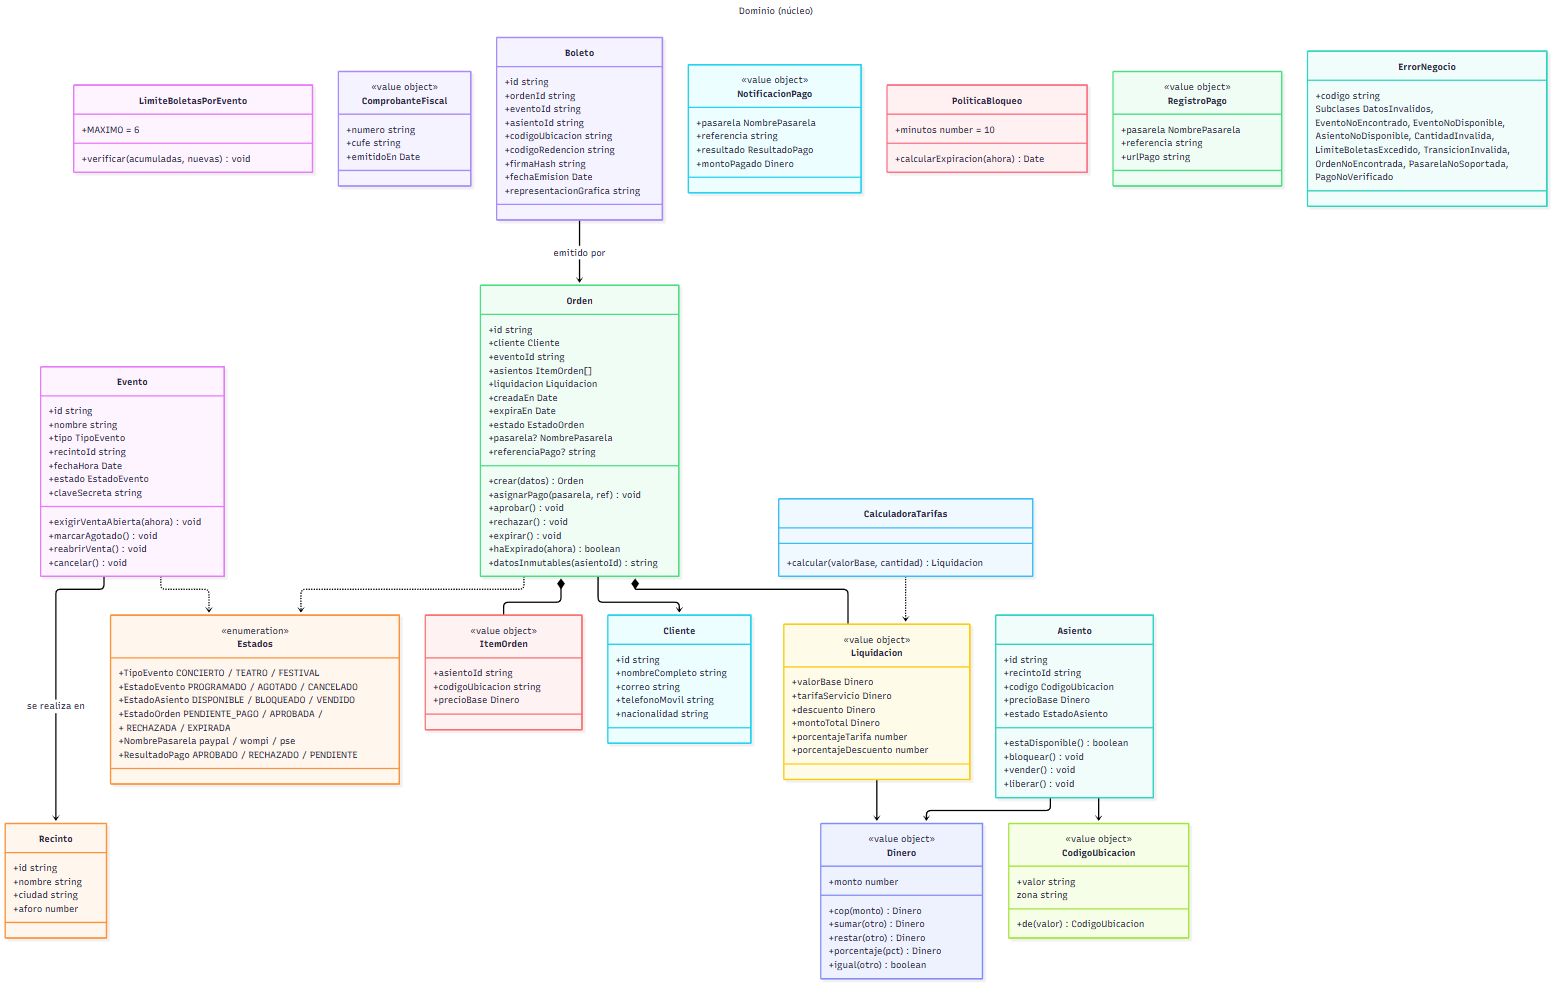 Dominio (núcleo)
LimiteBoletasPorEvento
+MAXIMO = 6
+verificar(acumuladas, nuevas) : void
«value object»
ComprobanteFiscal
+numero string
+cufe string
+emitidoEn Date
Boleto
+id string
+ordenId string
+eventoId string
+asientoId string
+codigoUbicacion string
+codigoRedencion string
+firmaHash string
+fechaEmision Date
+representacionGrafica string
«value object»
NotificacionPago
+pasarela NombrePasarela
+referencia string
+resultado ResultadoPago
+montoPagado Dinero
PoliticaBloqueo
+minutos number = 10
+calcularExpiracion(ahora) : Date
«value object»
RegistroPago
+pasarela NombrePasarela
+referencia string
+urlPago string
ErrorNegocio
+codigo string
Subclases DatosInvalidos,
EventoNoEncontrado, EventoNoDisponible,
AsientoNoDisponible, CantidadInvalida,
LimiteBoletasExcedido, TransicionInvalida,
OrdenNoEncontrada, PasarelaNoSoportada,
PagoNoVerificado
emitido por
Orden
+id string
+cliente Cliente
+eventoId string
+asientos ItemOrden[]
+liquidacion Liquidacion
+creadaEn Date
+expiraEn Date
+estado EstadoOrden
+pasarela? NombrePasarela
+referenciaPago? string
+crear(datos) : Orden
+asignarPago(pasarela, ref) : void
+aprobar() : void
+rechazar() : void
+expirar() : void
+haExpirado(ahora) : boolean
+datosInmutables(asientoId) : string
Evento
+id string
+nombre string
+tipo TipoEvento
+recintoId string
+fechaHora Date
+estado EstadoEvento
+claveSecreta string
+exigirVentaAbierta(ahora) : void
+marcarAgotado() : void
+reabrirVenta() : void
+cancelar() : void
CalculadoraTarifas
+calcular(valorBase, cantidad) : Liquidacion
se realiza en
«enumeration»
Estados
+TipoEvento CONCIERTO / TEATRO / FESTIVAL
+EstadoEvento PROGRAMADO / AGOTADO / CANCELADO
+EstadoAsiento DISPONIBLE / BLOQUEADO / VENDIDO
+EstadoOrden PENDIENTE_PAGO / APROBADA /
+ RECHAZADA / EXPIRADA
+NombrePasarela paypal / wompi / pse
+ResultadoPago APROBADO / RECHAZADO / PENDIENTE
«value object»
ItemOrden
+asientoId string
+codigoUbicacion string
+precioBase Dinero
Cliente
+id string
+nombreCompleto string
+correo string
+telefonoMovil string
+nacionalidad string
«value object»
Liquidacion
+valorBase Dinero
+tarifaServicio Dinero
+descuento Dinero
+montoTotal Dinero
+porcentajeTarifa number
+porcentajeDescuento number
Asiento
+id string
+recintoId string
+codigo CodigoUbicacion
+precioBase Dinero
+estado EstadoAsiento
+estaDisponible() : boolean
+bloquear() : void
+vender() : void
+liberar() : void
Recinto
+id string
+nombre string
+ciudad string
+aforo number
«value object»
Dinero
+monto number
+cop(monto) : Dinero
+sumar(otro) : Dinero
+restar(otro) : Dinero
+porcentaje(pct) : Dinero
+igual(otro) : boolean
«value object»
CodigoUbicacion
+valor string
zona string
+de(valor) : CodigoUbicacion